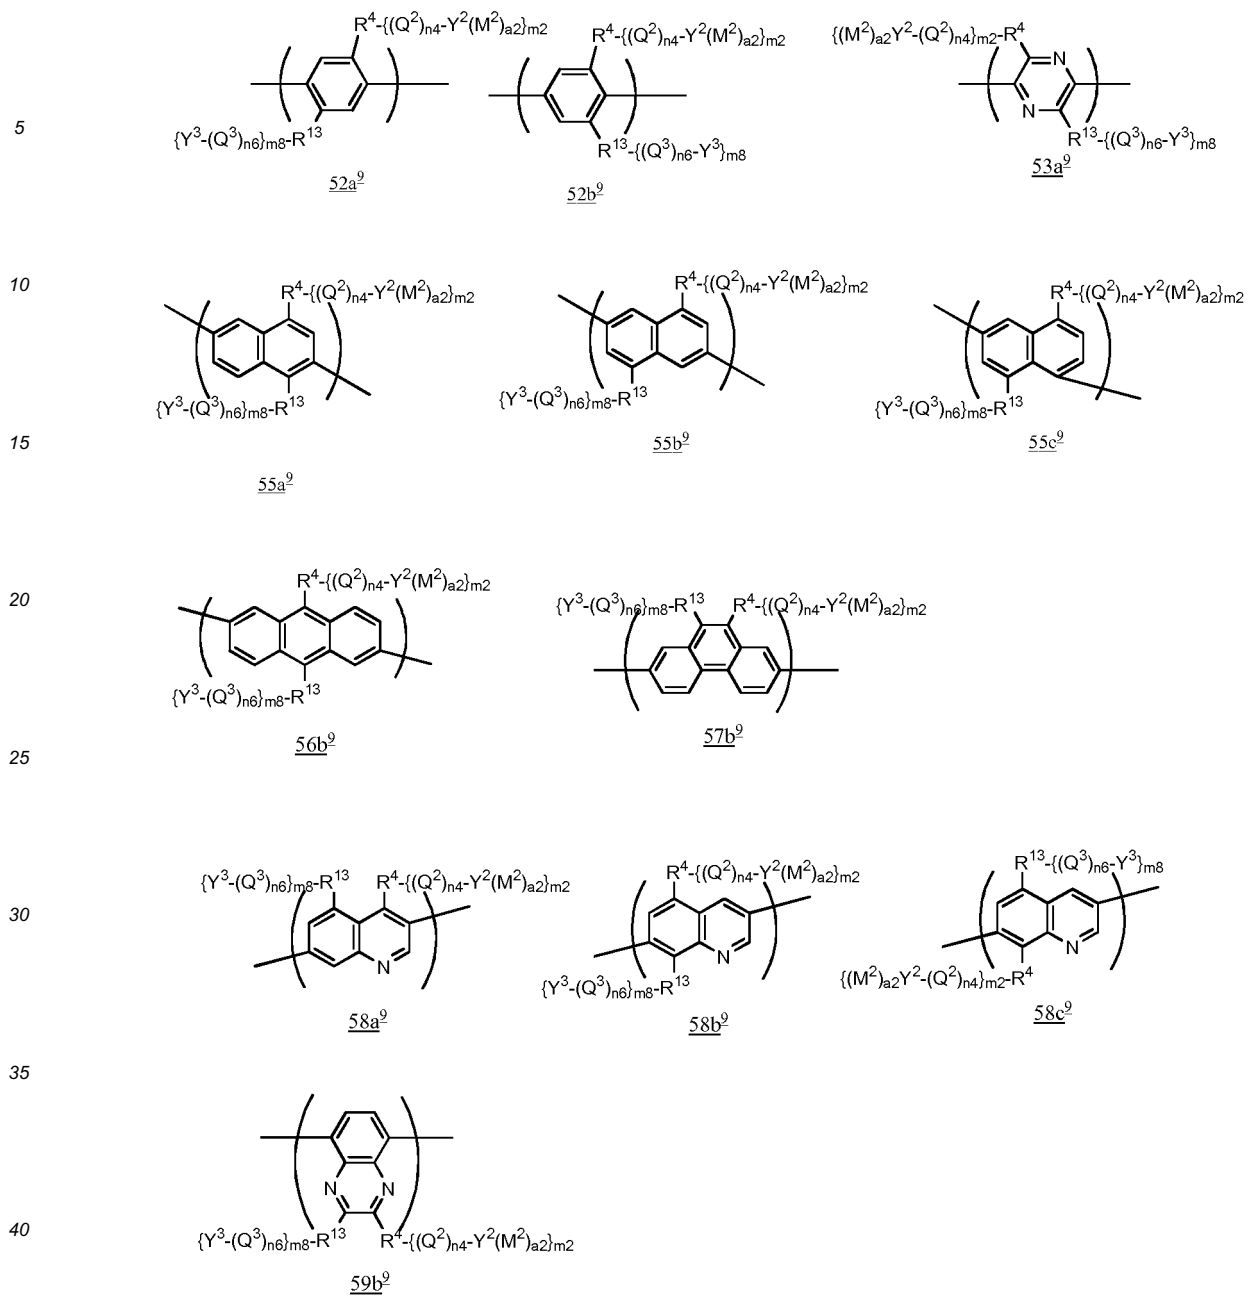 R⁴-{(Q²)n4-Y²(M²)a2}m2
R⁴-{(Q²)n4-Y²(M²)a2}m2
{(M²)a2Y²-(Q²)n4}m2-R⁴
N
N
5
{Y³-(Q³)n6}m8-R¹³
R¹³-{(Q³)n6-Y³}m8
R¹³-{(Q³)n6-Y³}m8
52a⁹
52b⁹
53a⁹
10
R⁴-{(Q²)n4-Y²(M²)a2}m2
R⁴-{(Q²)n4-Y²(M²)a2}m2
R⁴-{(Q²)n4-Y²(M²)a2}m2
{Y³-(Q³)n6}m8-R¹³
{Y³-(Q³)n6}m8-R¹³
{Y³-(Q³)n6}m8-R¹³
15
55a⁹
55b⁹
55c⁹
20
R⁴-{(Q²)n4-Y²(M²)a2}m2
{Y³-(Q³)n6}m8-R¹³
R⁴-{(Q²)n4-Y²(M²)a2}m2
{Y³-(Q³)n6}m8-R¹³
56b⁹
57b⁹
25
{Y³-(Q³)n6}m8-R¹³
R⁴-{(Q²)n4-Y²(M²)a2}m2
R⁴-{(Q²)n4-Y²(M²)a2}m2
R¹³-{(Q³)n6-Y³}m8
30
N
N
N
{Y³-(Q³)n6}m8-R¹³
{(M²)a2Y²-(Q²)n4}m2-R⁴
58a⁹
58b⁹
58c⁹
35
N
N
40
{Y³-(Q³)n6}m8-R¹³
R⁴-{(Q²)n4-Y²(M²)a2}m2
59b⁹